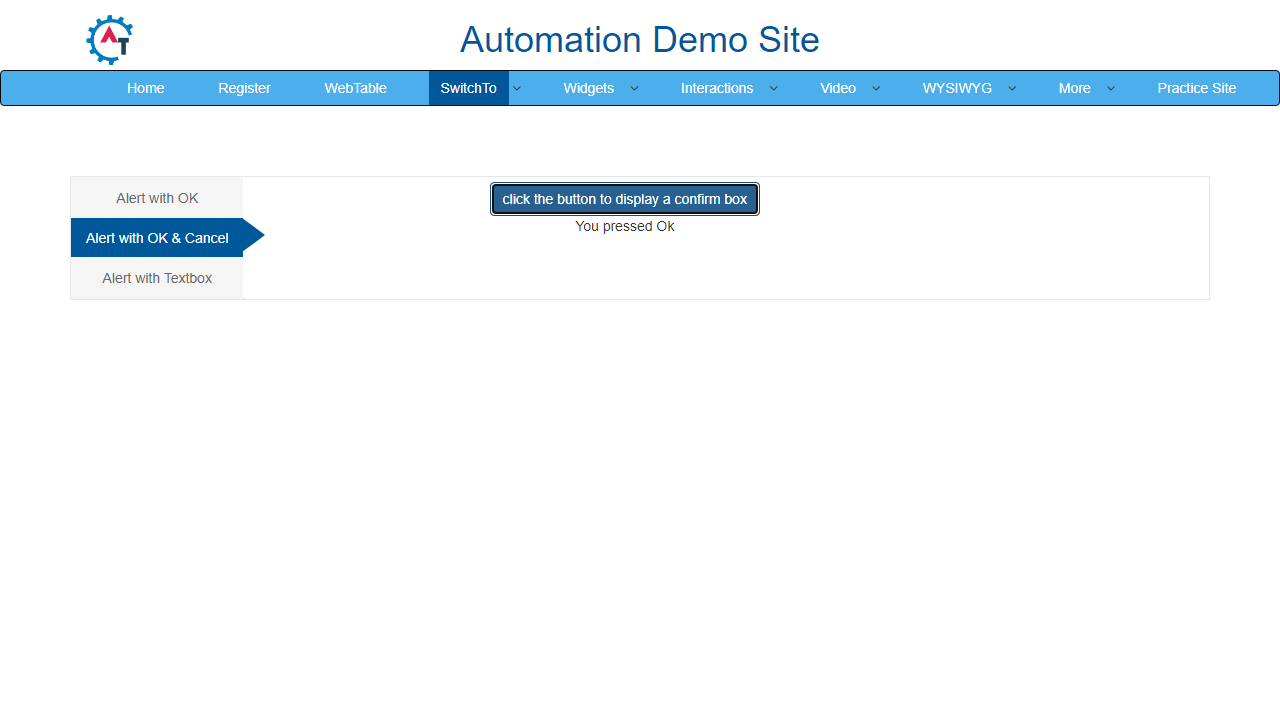 AT
Automation Demo Site
Home Register WebTable SwitchTo Widgets Interactions Video WYSIWYG More Practice Site
Alert with OK
click the button to display a confirm box
You pressed Ok
Alert with OK & Cancel
Alert with Textbox